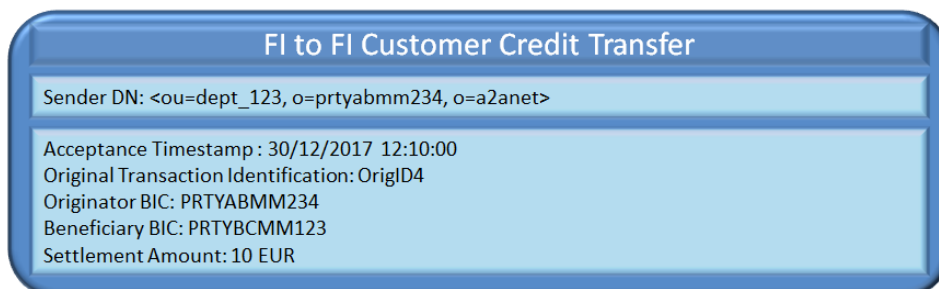 FI to FI Customer Credit Transfer
Sender DN: <ou=dept_123, o=prtyabmm234, o=a2anet>
Acceptance Timestamp : 30/12/2017 12:10:00
Original Transaction Identification: OrigID4
Originator BIC: PRTYABMM234
Beneficiary BIC: PRTYBCMM123
Settlement Amount: 10 EUR